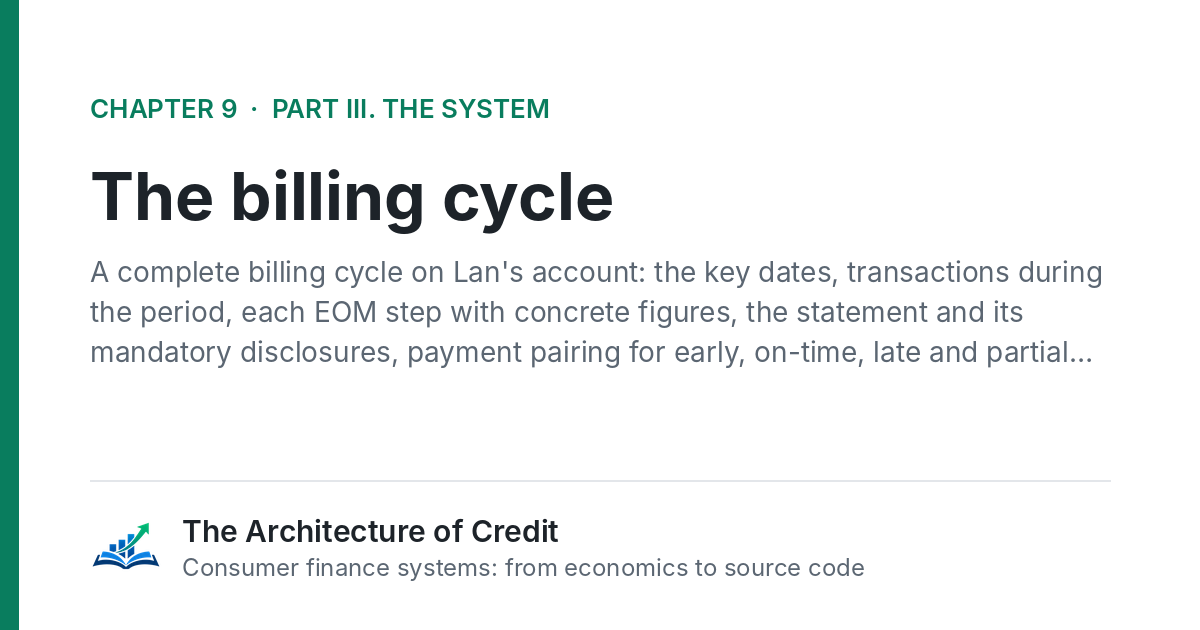 CHAPTER 9 · PART III. THE SYSTEM
The billing cycle
A complete billing cycle on Lan's account: the key dates, transactions during
the period, each EOM step with concrete figures, the statement and its
mandatory disclosures, payment pairing for early, on-time, late and partial...
The Architecture of Credit
Consumer finance systems: from economics to source code